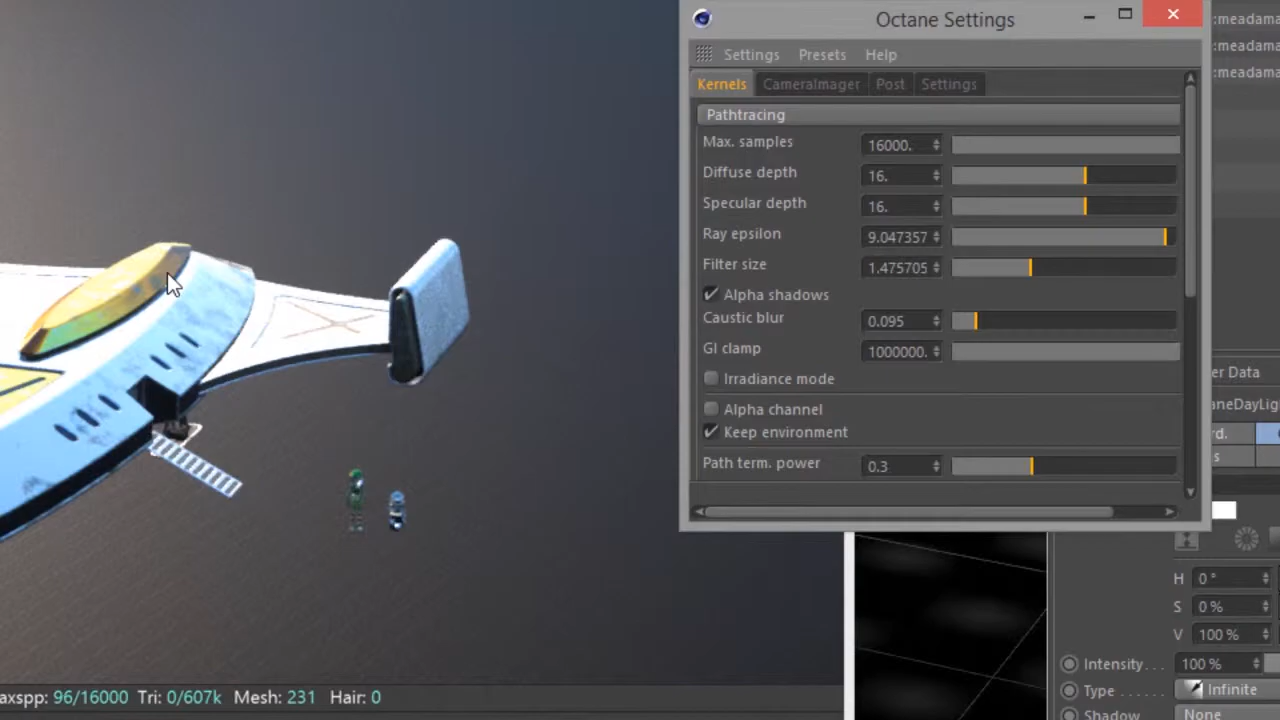 Octane Settings
Settings Presets Help
Kernels CameraImager Post Settings
Pathtracing
Max. samples 16000.
Diffuse depth 16.
Specular depth 16.
Ray epsilon 9.047357
Filter size 1.475705
Alpha shadows
Caustic blur 0.095
GI clamp 1000000.
Irradiance mode
Alpha channel
Keep environment
Path term. power 0.3
:meadama
:meadama
:meadama
er Data
aneDayLig
rd.
s
H 0 °
S 0 %
V 100 %
Intensity . . . 100 %
Type . . . . . . Infinite
Shadow None
axspp: 96/16000 Tri: 0/607k Mesh: 231 Hair: 0